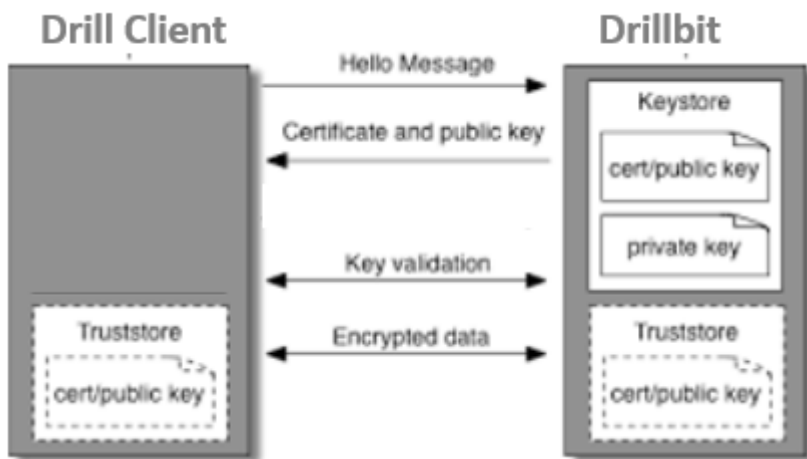 Drill Client
Drillbit
Hello Message
Keystore
Certificate and public key
cert/public key
private key
Key validation
Truststore
Encrypted data
Truststore
cert/public key
cert/public key